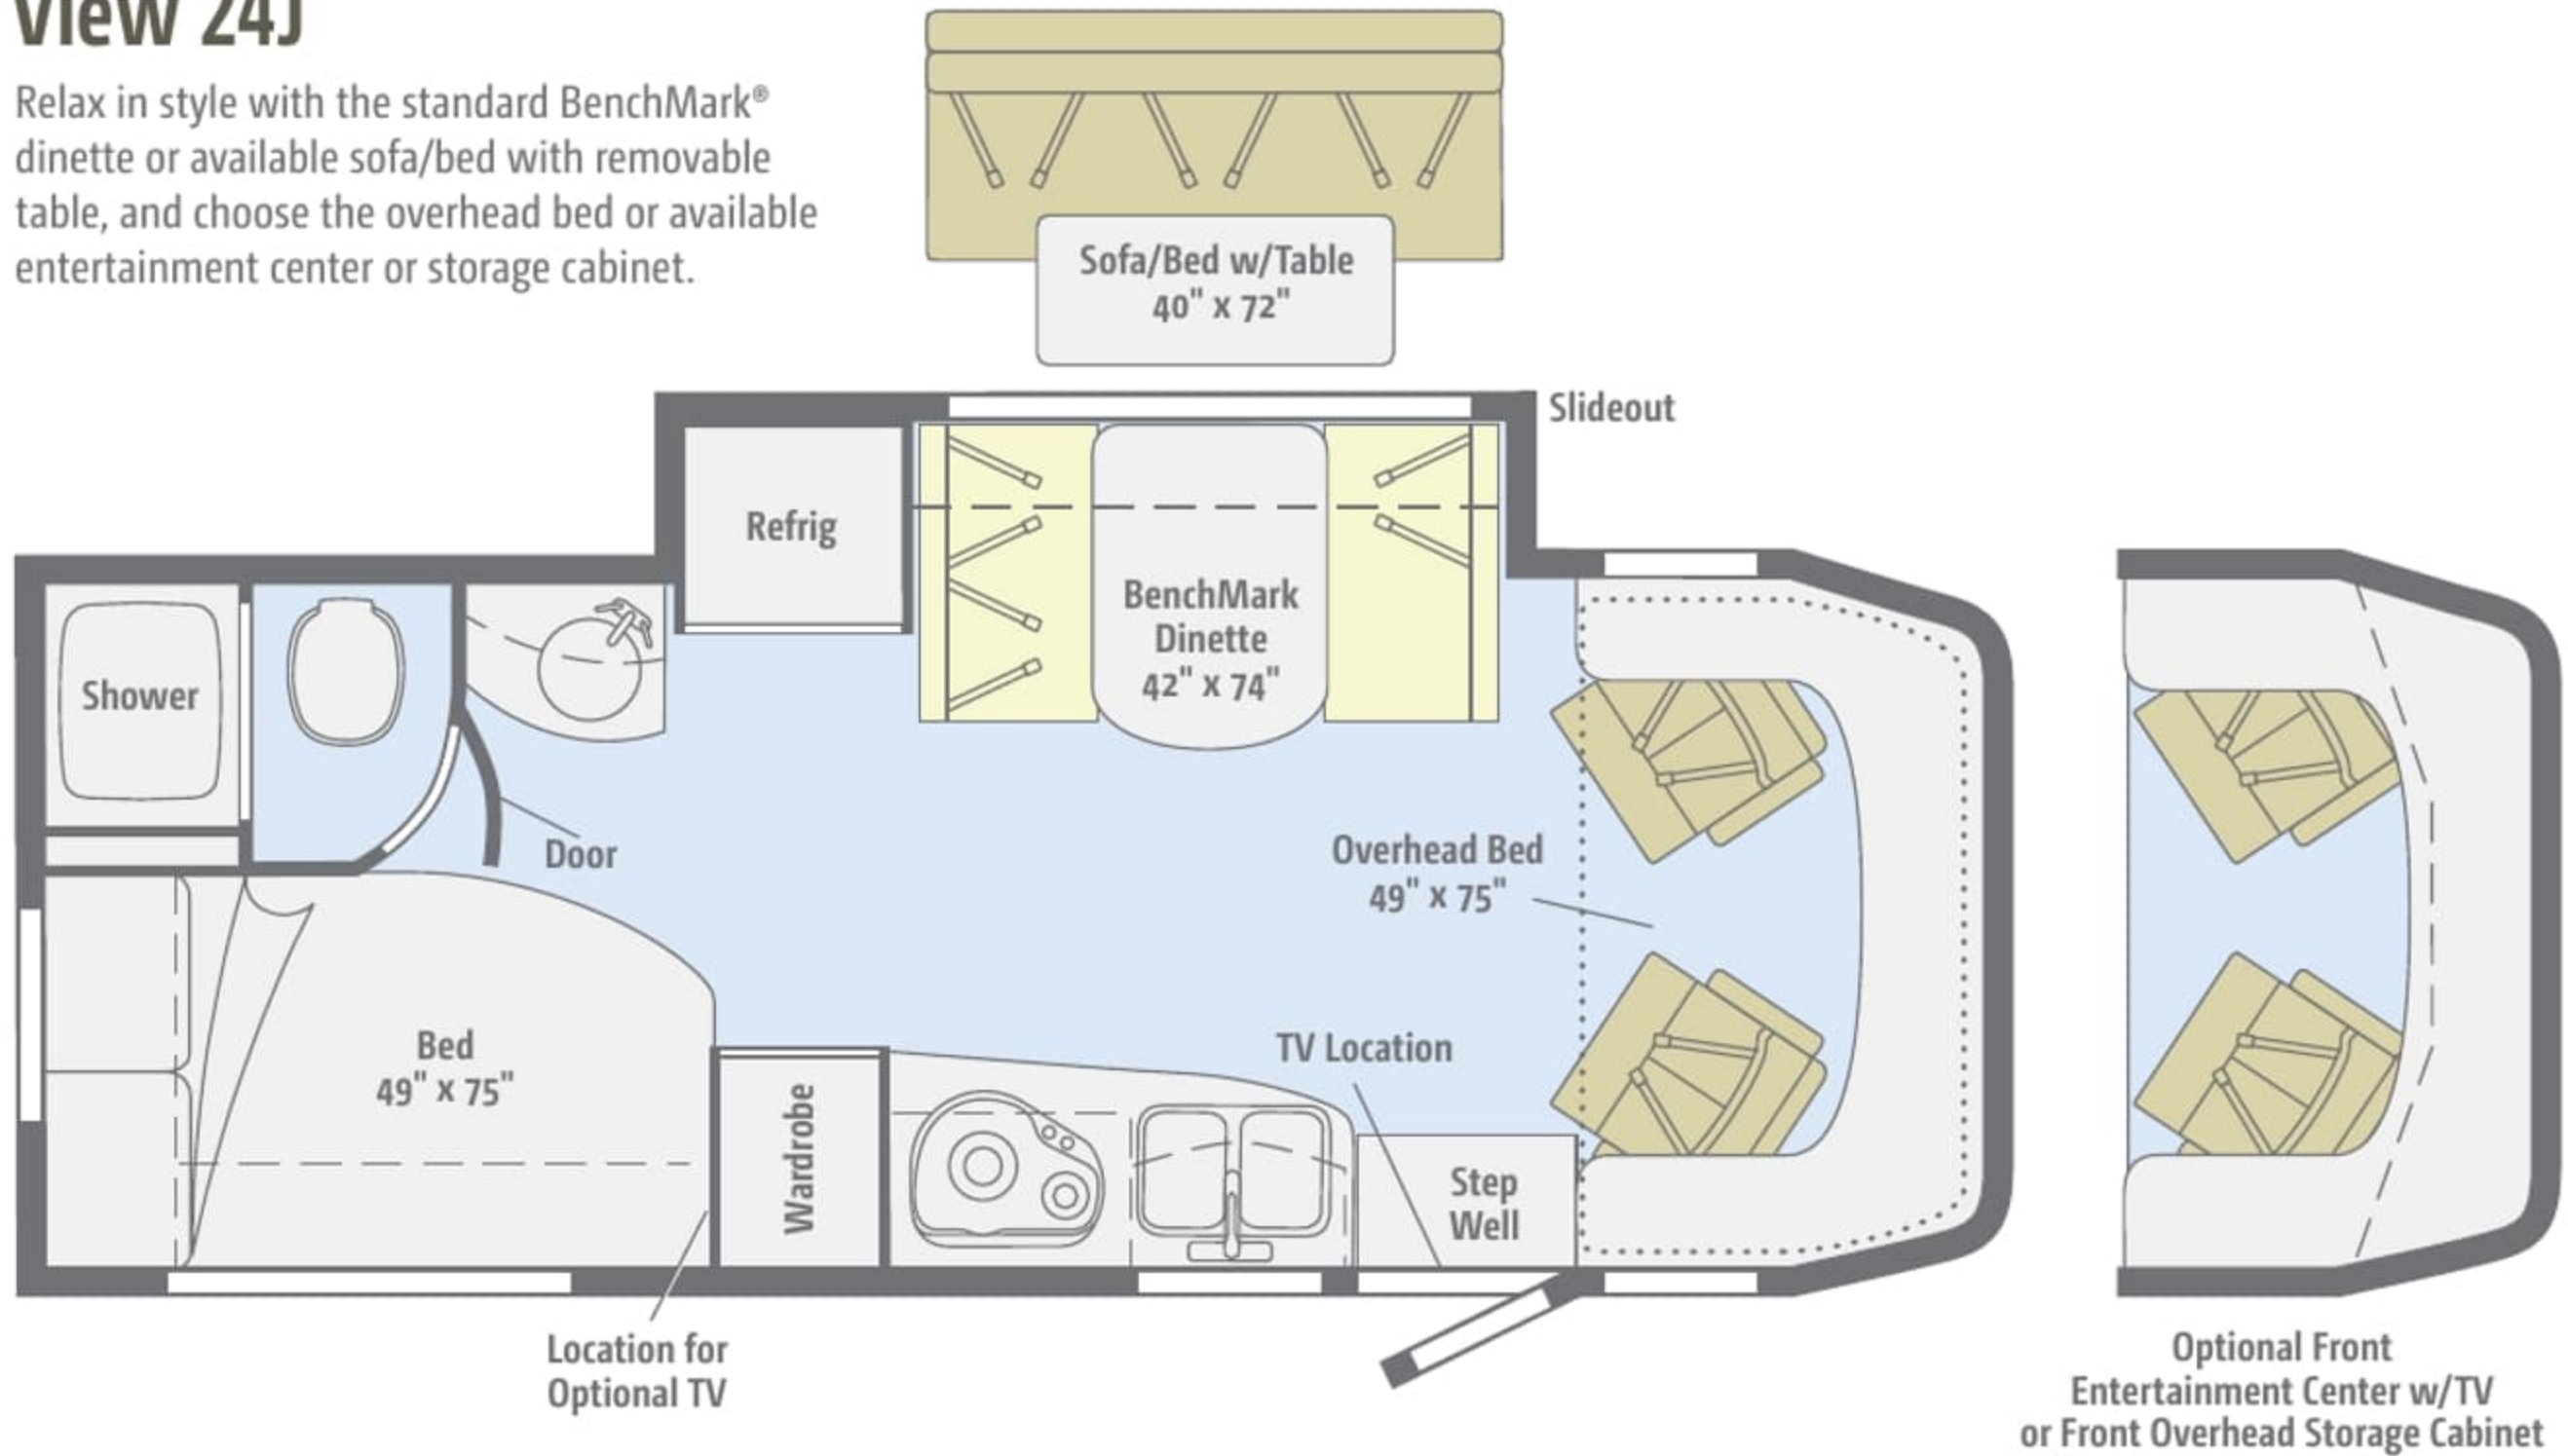 View 24J
Relax in style with the standard BenchMark®
dinette or available sofa/bed with removable
table, and choose the overhead bed or available
entertainment center or storage cabinet.
Sofa/Bed w/Table
40" x 72"
Slideout
Refrig
BenchMark
Dinette
42" x 74"
Shower
Door
Overhead Bed
49" x 75"
Bed
49" x 75"
TV Location
Wardrobe
Step
Well
Location for
Optional TV
Optional Front
Entertainment Center w/TV
or Front Overhead Storage Cabinet